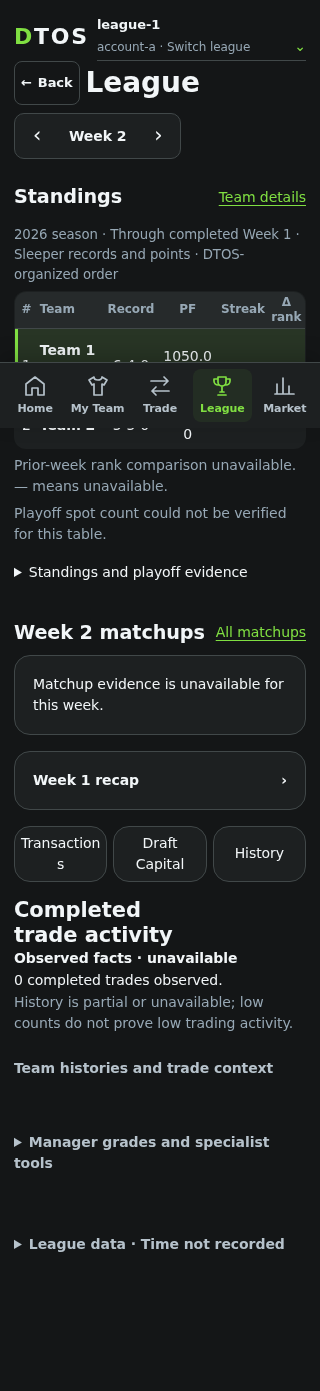 DTOS
league-1
account-a · Switch league ⌄
← Back
League
‹ Week 2 ›
Standings
Team details
2026 season · Through completed Week 1 ·
Sleeper records and points · DTOS-
organized order
# Team Record PF Streak Δ
rank
Team 1
1050.0
Home
My Team
Trade
League
Market
0
Prior-week rank comparison unavailable.
— means unavailable.
Playoff spot count could not be verified
for this table.
▶ Standings and playoff evidence
Week 2 matchups
All matchups
Matchup evidence is unavailable for
this week.
Week 1 recap ›
Transaction
s
Draft
Capital
History
Completed
trade activity
Observed facts · unavailable
0 completed trades observed.
History is partial or unavailable; low
counts do not prove low trading activity.
Team histories and trade context
▶ Manager grades and specialist
tools
▶ League data · Time not recorded